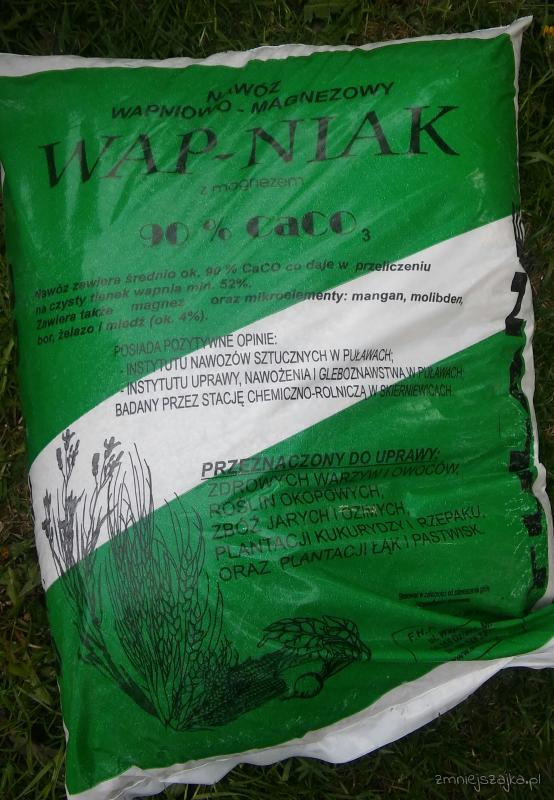 NAWÓZ
WAPNIOWO - MAGNEZOWY
WAP-NIAK
z magnezem
90 % CaCO3
Nawóz zawiera średnio ok. 90 % CaCO co daje w przeliczeniu
na czysty tlenek wapnia min. 52%.
Zawiera także magnez oraz mikroelementy: mangan, molibden,
bor, żelazo i miedź (ok. 4%).
POSIADA POZYTYWNE OPINIE:
- INSTYTUTU NAWOZÓW SZTUCZNYCH W PUŁAWACH;
- INSTYTUTU UPRAWY, NAWOŻENIA I GLEBOZNAWSTWA W PUŁAWACH;
BADANY PRZEZ STACJĘ CHEMICZNO-ROLNICZĄ W SKIERNIEWICACH.
PRZEZNACZONY DO UPRAWY:
ZDROWYCH WARZYW I OWOCÓW,
ROŚLIN OKOPOWYCH,
ZBÓŻ JARYCH I OZIMYCH,
PLANTACJI KUKURYDZY I RZEPAKU,
ORAZ PLANTACJI ŁĄK I PASTWISK.
zmniejszajka.pl